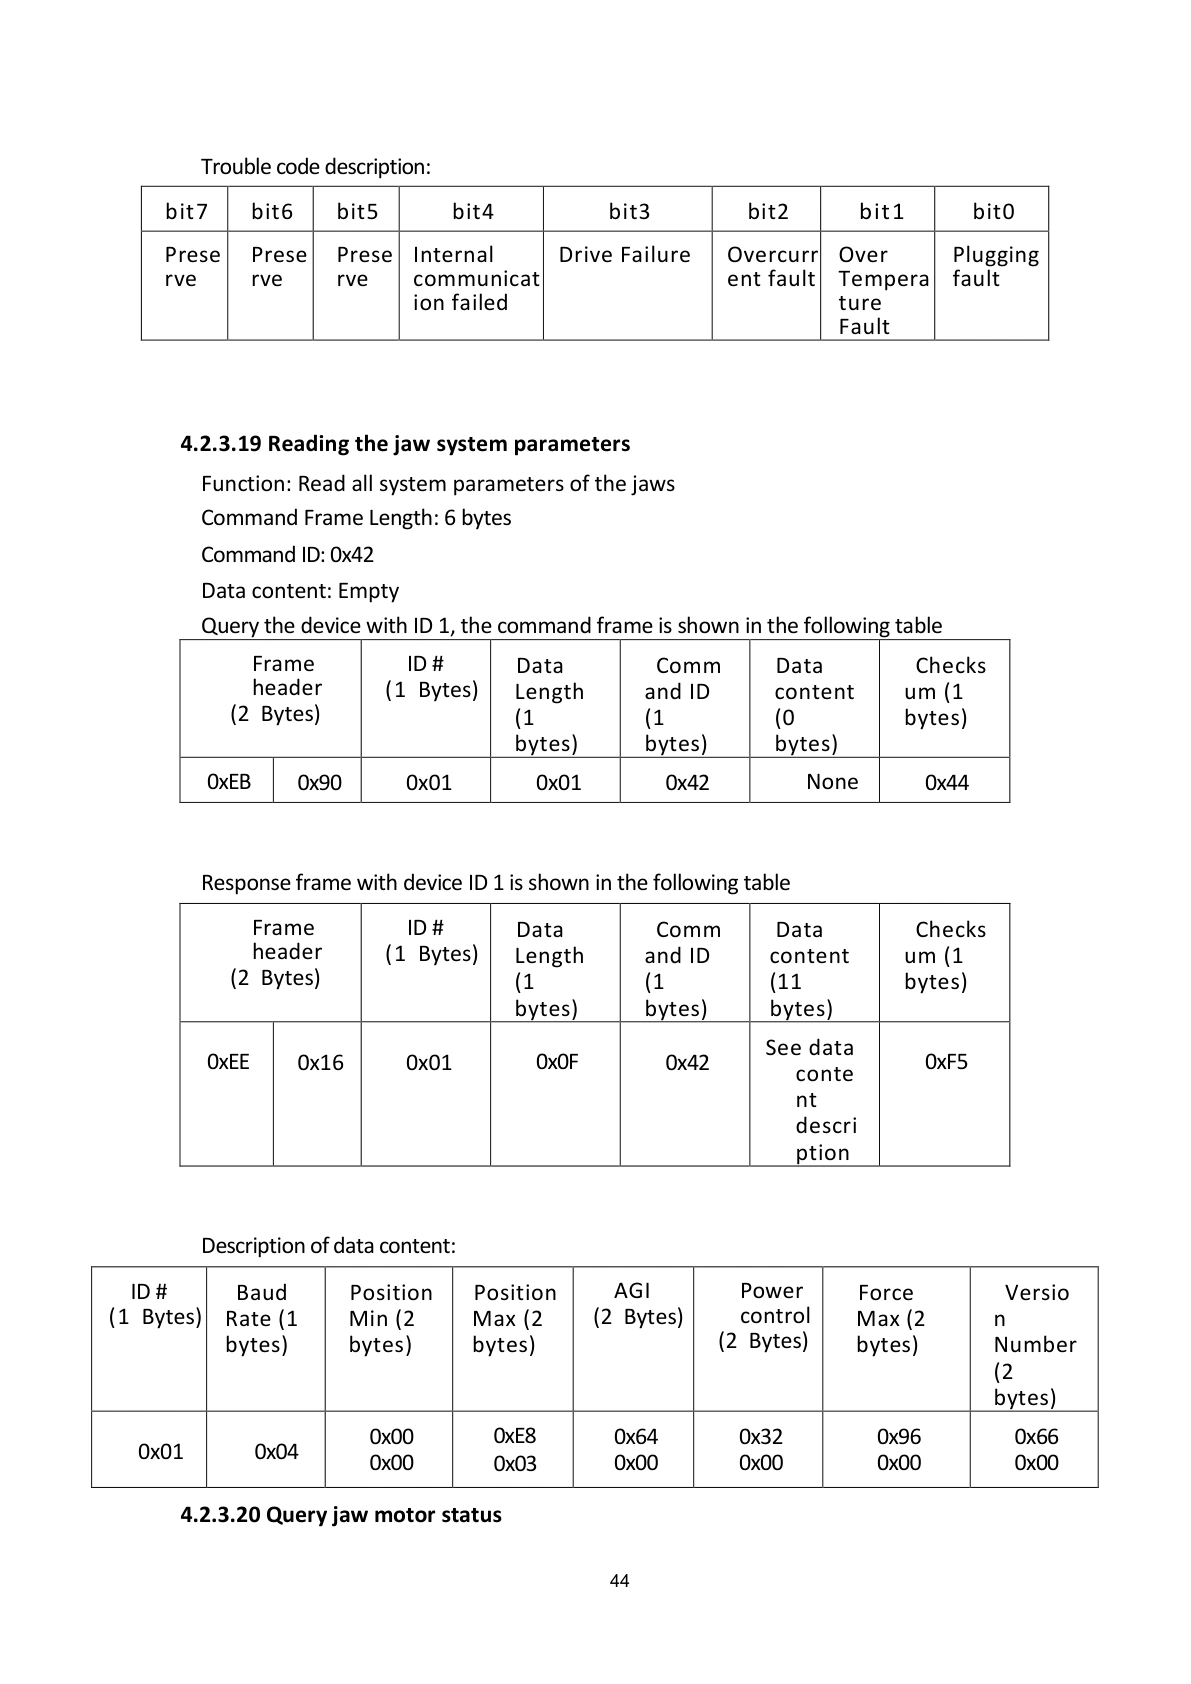 Trouble code description:
bit7 bit6 bit5 bit4 bit3 bit2 bit1 bit0
Prese Prese Prese Internal Drive Failure Overcurr Over Plugging
rve rve rve communicat ent fault Tempera fault
ion failed ture
Fault
4.2.3.19 Reading the jaw system parameters
Function: Read all system parameters of the jaws
Command Frame Length: 6 bytes
Command ID: 0x42
Data content: Empty
Query the device with ID 1, the command frame is shown in the following table
Frame ID # Data Comm Data Checks
header (1 Bytes) Length and ID content um (1
(2 Bytes) (1 (1 (0 bytes)
bytes) bytes) bytes)
0xEB 0x90 0x01 0x01 0x42 None 0x44
Response frame with device ID 1 is shown in the following table
Frame ID # Data Comm Data Checks
header (1 Bytes) Length and ID content um (1
(2 Bytes) (1 (1 (11 bytes)
bytes) bytes) bytes)
0xEE 0x16 0x01 0x0F 0x42 See data 0xF5
conte
nt
descri
ption
Description of data content:
ID # Baud Position Position AGI Power Force Versio
(1 Bytes) Rate (1 Min (2 Max (2 (2 Bytes) control Max (2 n
bytes) bytes) bytes) (2 Bytes) bytes) Number
(2
bytes)
0x01 0x04 0x00 0xE8 0x64 0x32 0x96 0x66
0x00 0x03 0x00 0x00 0x00 0x00
4.2.3.20 Query jaw motor status
44